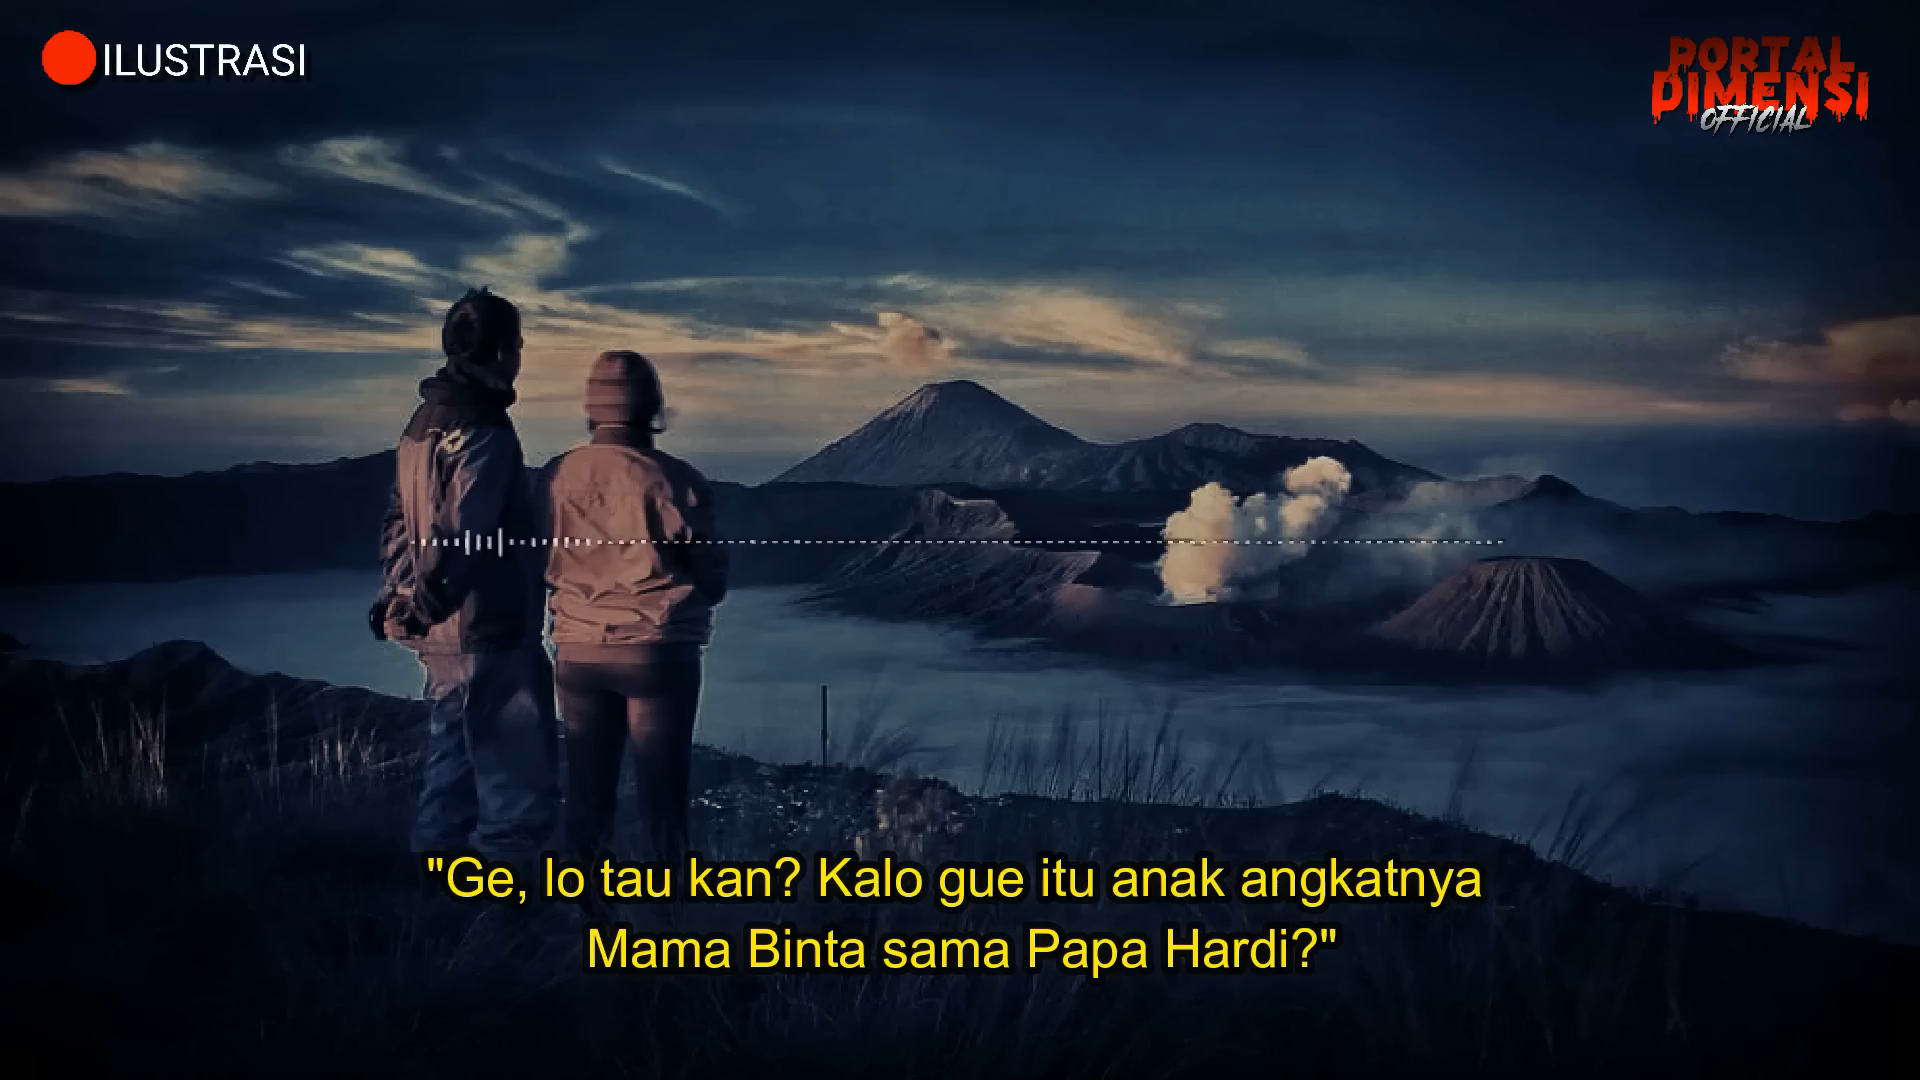 ILUSTRASI
PORTAL
DIMENSI
OFFICIAL
"Ge, lo tau kan? Kalo gue itu anak angkatnya
Mama Binta sama Papa Hardi?"